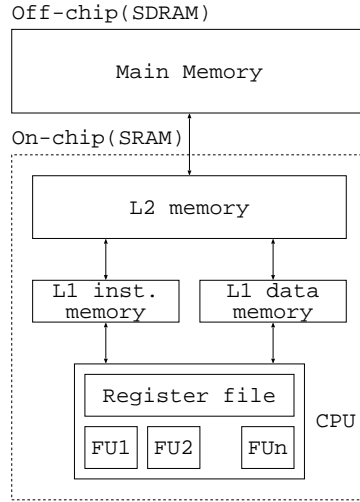 Off-chip(SDRAM)
Main Memory
On-chip(SRAM)
L2 memory
L1 inst.
memory
L1 data
memory
Register file
CPU
FU1 FU2 FUn